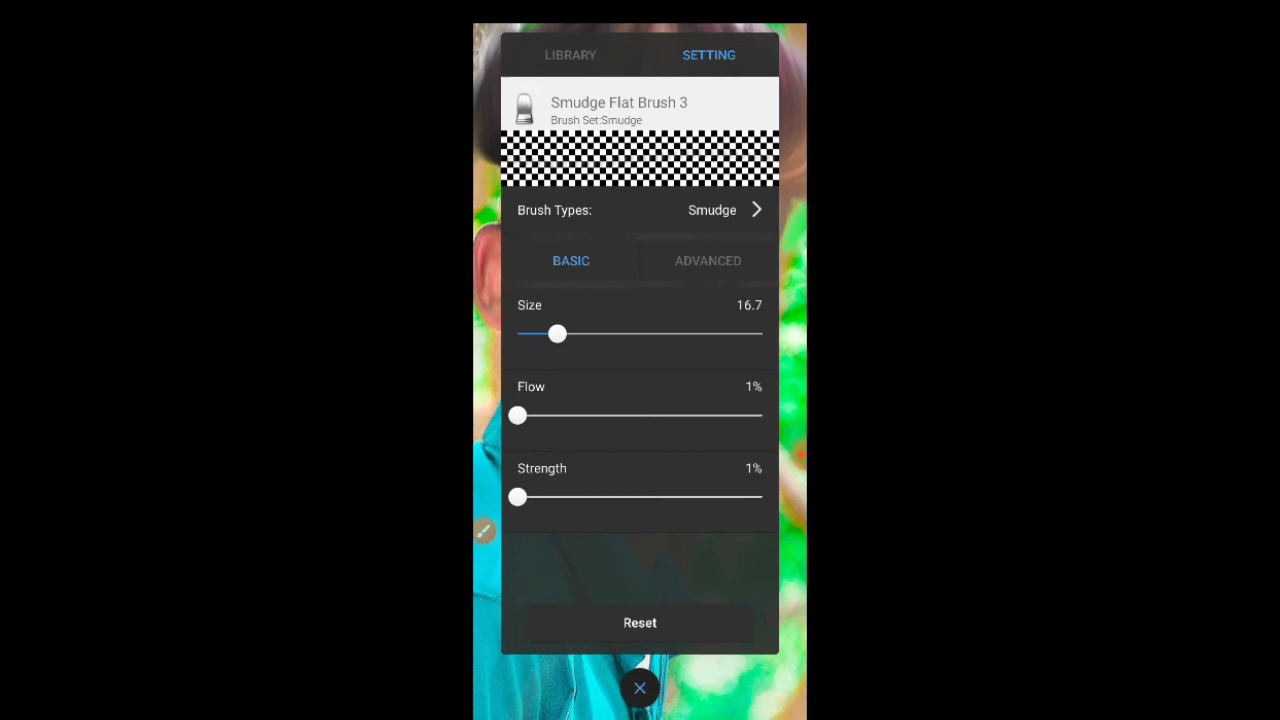 LIBRARY SETTING
Smudge Flat Brush 3
Brush Set:Smudge
Brush Types: Smudge
BASIC ADVANCED
Size 16.7
Flow 1%
Strength 1%
Reset